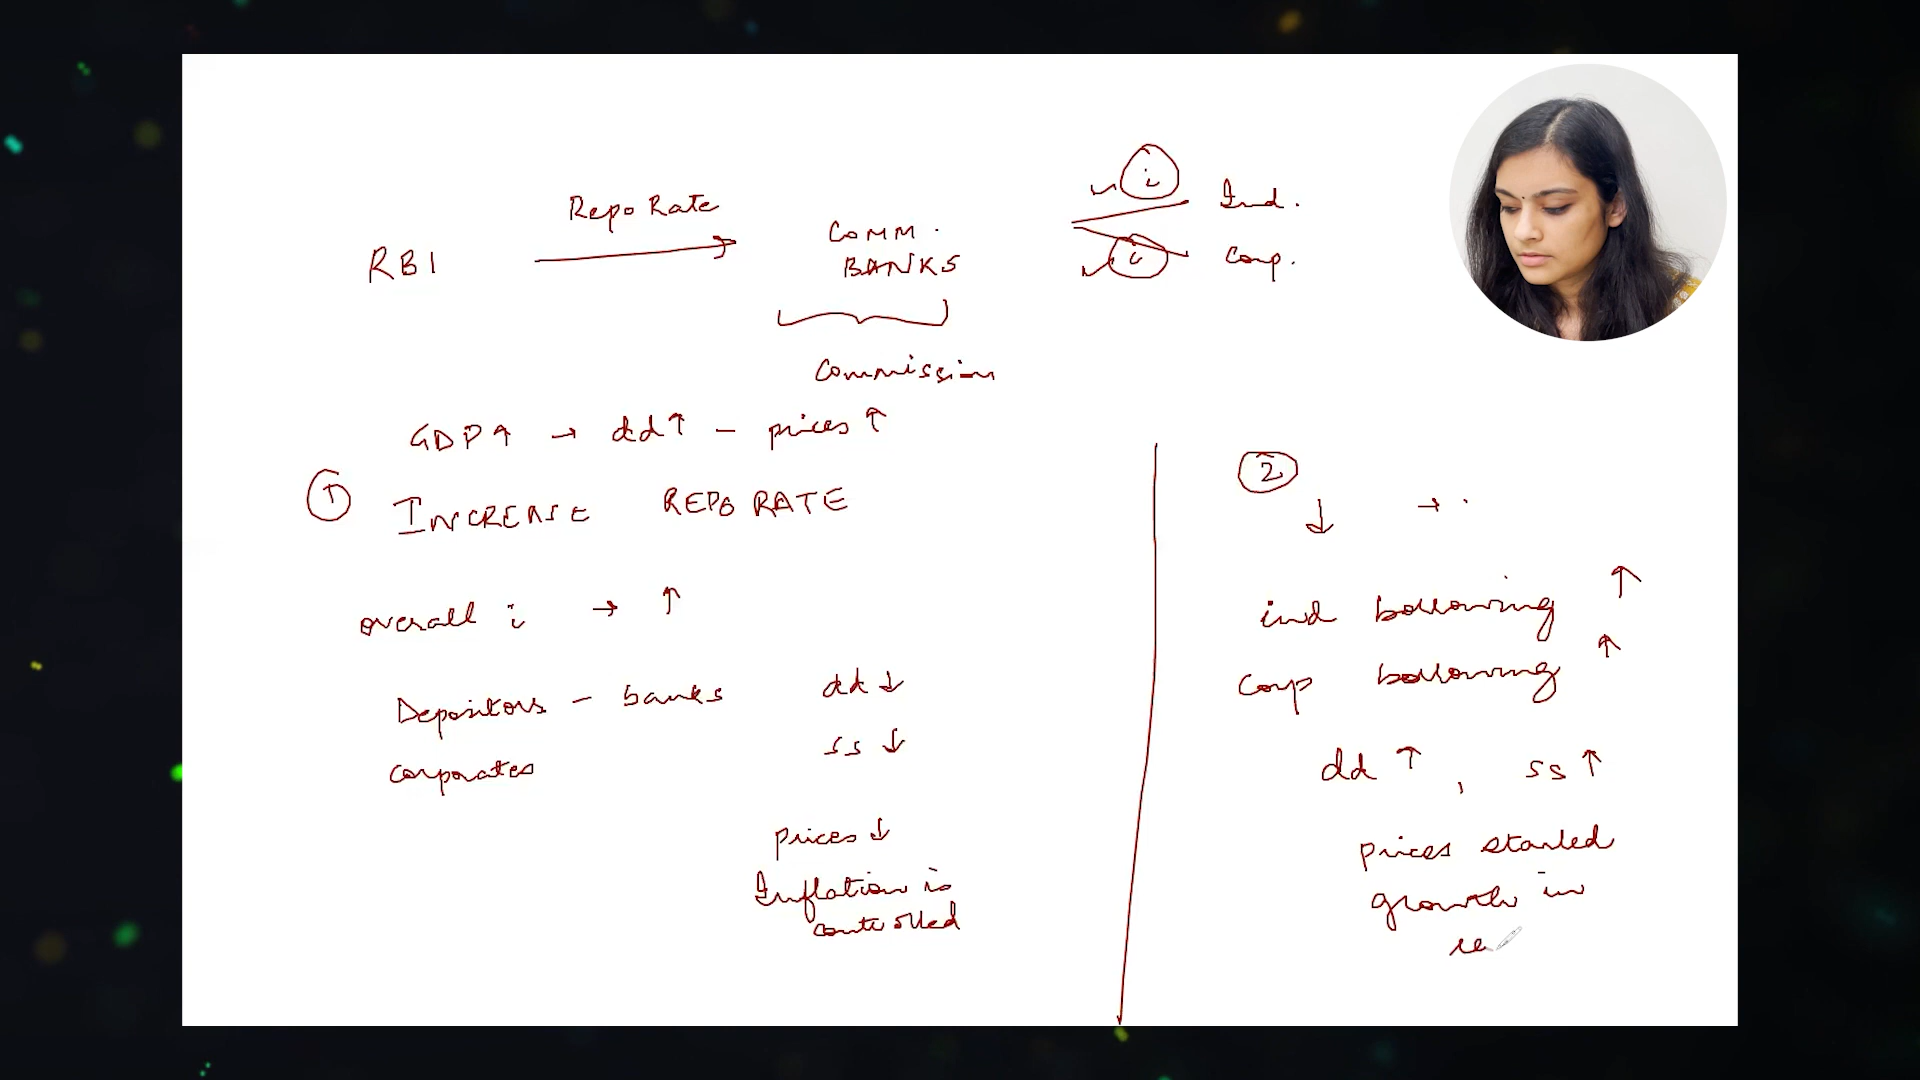 Repo Rate
RBI → COMM. BANKS
i Ind.
i Corp.
Commission
GDP↑ → dd↑ – prices↑
① INCREASE REPO RATE
overall i → ↑
Depositors – banks dd↓
corporates ss↓
prices↓
Inflation is
controlled
②
↓ → .
ind borrowing ↑
corp borrowing ↑
dd↑, ss↑
prices started
growth in